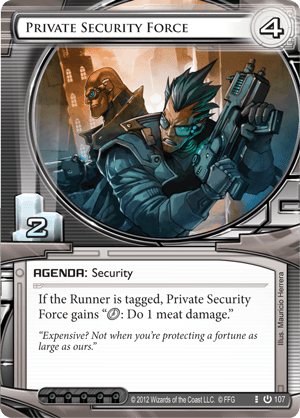 Private Security Force
4
2
AGENDA: Security
If the Runner is tagged, Private Security
Force gains “: Do 1 meat damage.”
“Expensive? Not when you’re protecting a fortune as
large as ours.”
Illus. Mauricio Herrera
© 2012 Wizards of the Coast LLC. © FFG
107